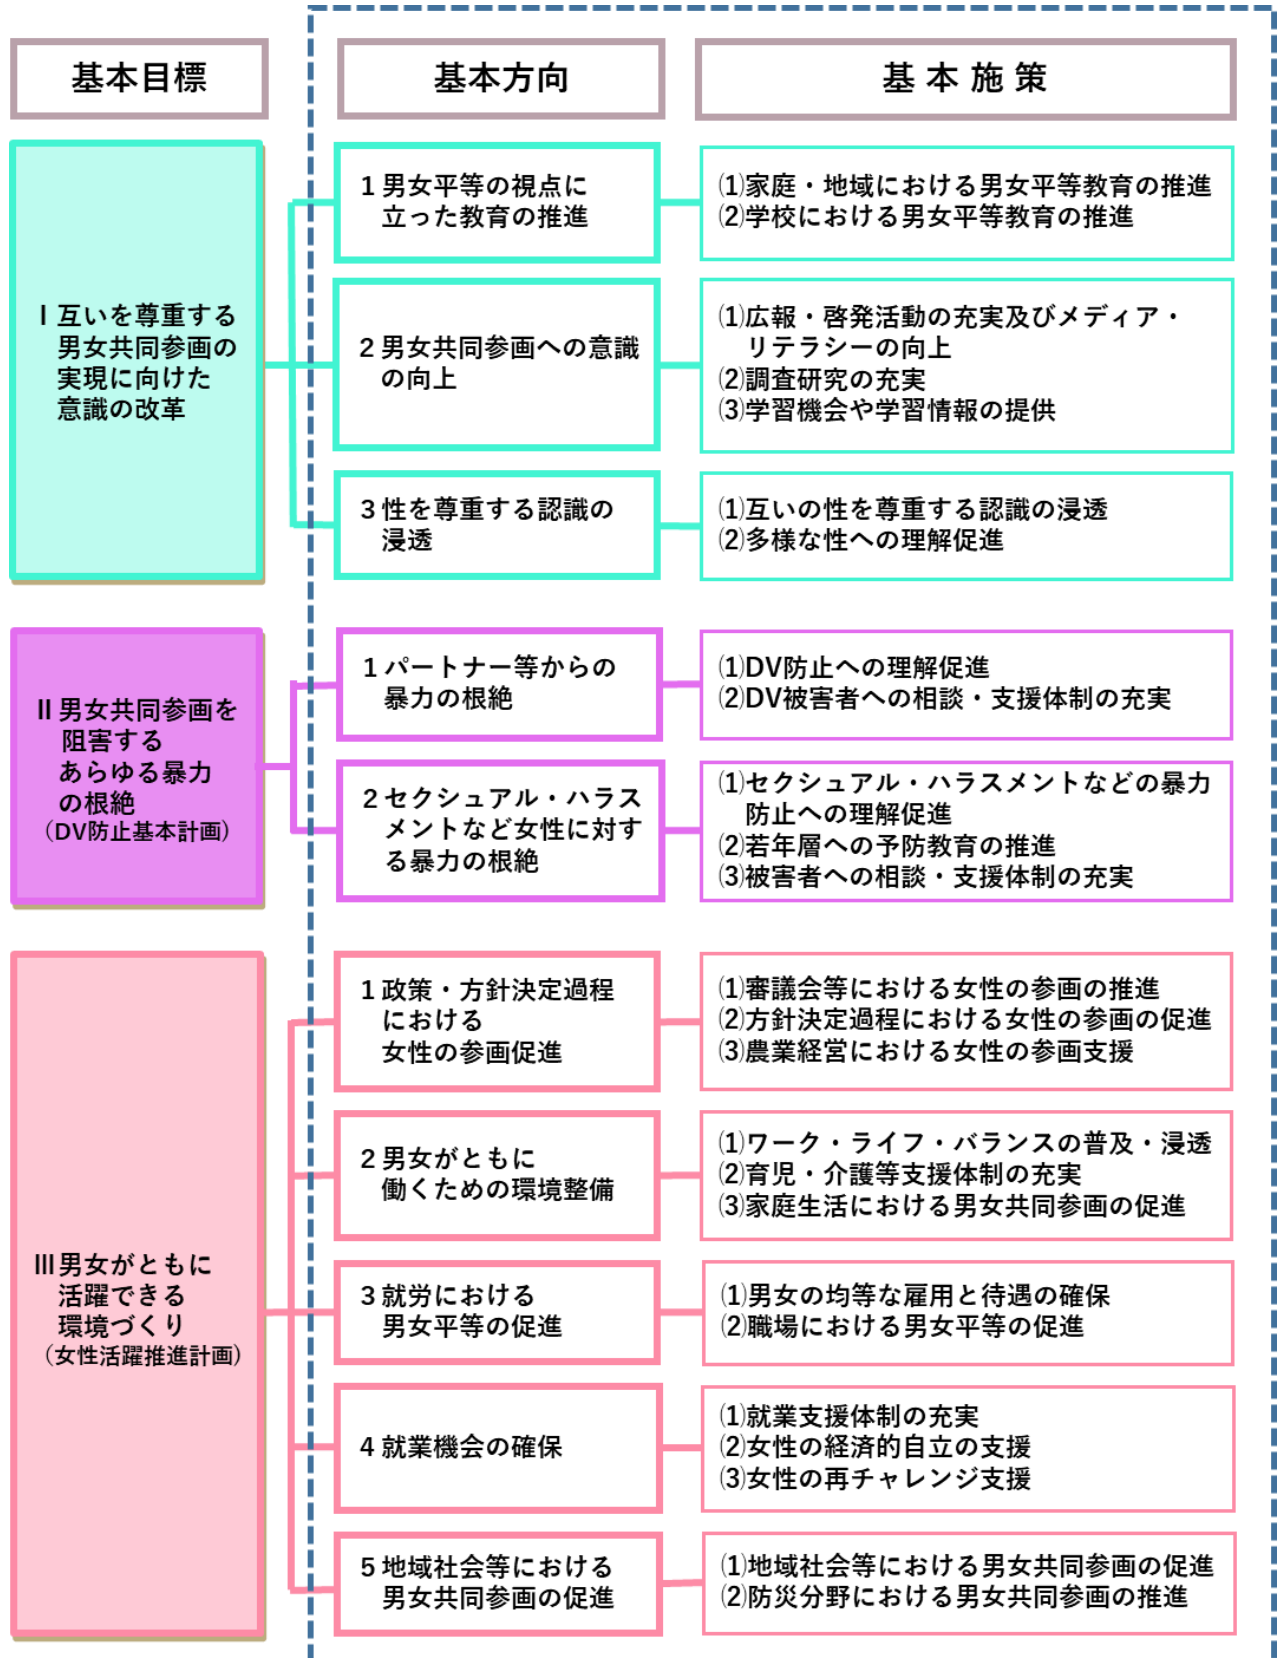 基本目標
基本方向
基本施策
Ⅰ 互いを尊重する
男女共同参画の
実現に向けた
意識の改革
1 男女平等の視点に
立った教育の推進
⑴家庭・地域における男女平等教育の推進
⑵学校における男女平等教育の推進
2 男女共同参画への意識
の向上
⑴広報・啓発活動の充実及びメディア・
リテラシーの向上
⑵調査研究の充実
⑶学習機会や学習情報の提供
3 性を尊重する認識の
浸透
⑴互いの性を尊重する認識の浸透
⑵多様な性への理解促進
Ⅱ 男女共同参画を
阻害する
あらゆる暴力
の根絶
（DV防止基本計画）
1 パートナー等からの
暴力の根絶
⑴DV防止への理解促進
⑵DV被害者への相談・支援体制の充実
2 セクシュアル・ハラス
メントなど女性に対す
る暴力の根絶
⑴セクシュアル・ハラスメントなどの暴力
防止への理解促進
⑵若年層への予防教育の推進
⑶被害者への相談・支援体制の充実
Ⅲ 男女がともに
活躍できる
環境づくり
（女性活躍推進計画）
1 政策・方針決定過程
における
女性の参画促進
⑴審議会等における女性の参画の推進
⑵方針決定過程における女性の参画の促進
⑶農業経営における女性の参画支援
2 男女がともに
働くための環境整備
⑴ワーク・ライフ・バランスの普及・浸透
⑵育児・介護等支援体制の充実
⑶家庭生活における男女共同参画の促進
3 就労における
男女平等の促進
⑴男女の均等な雇用と待遇の確保
⑵職場における男女平等の促進
4 就業機会の確保
⑴就業支援体制の充実
⑵女性の経済的自立の支援
⑶女性の再チャレンジ支援
5 地域社会等における
男女共同参画の促進
⑴地域社会等における男女共同参画の促進
⑵防災分野における男女共同参画の推進